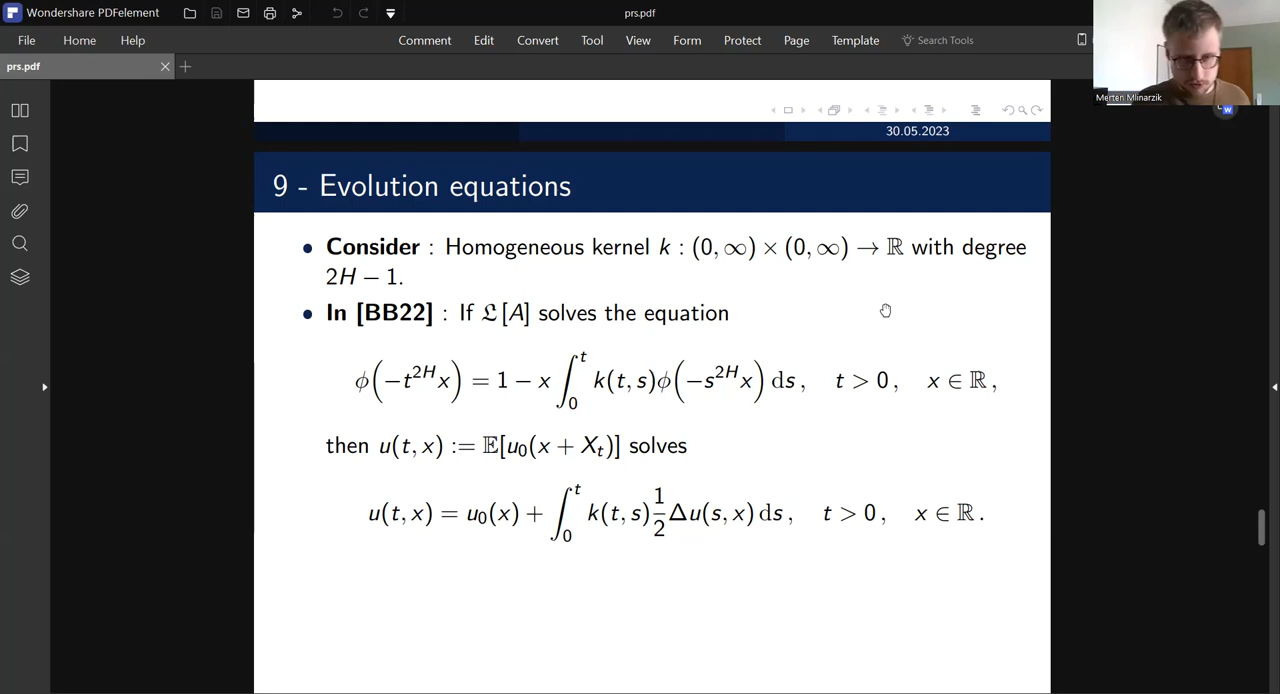 Wondershare PDFelement
prs.pdf
File Home Help
Comment Edit Convert Tool View Form Protect Page Template Search Tools
prs.pdf
Merten Mlinarzik
30.05.2023
9 - Evolution equations
• Consider : Homogeneous kernel k : (0, ∞) × (0, ∞) → ℝ with degree
2H − 1.
• In [BB22] : If 𝔏[A] solves the equation
ϕ(−t^{2H}x) = 1 − x ∫_0^t k(t, s)ϕ(−s^{2H}x) ds , t > 0 , x ∈ ℝ ,
then u(t, x) := 𝔼[u₀(x + X_t)] solves
u(t, x) = u₀(x) + ∫_0^t k(t, s) 1/2 Δu(s, x) ds , t > 0 , x ∈ ℝ .